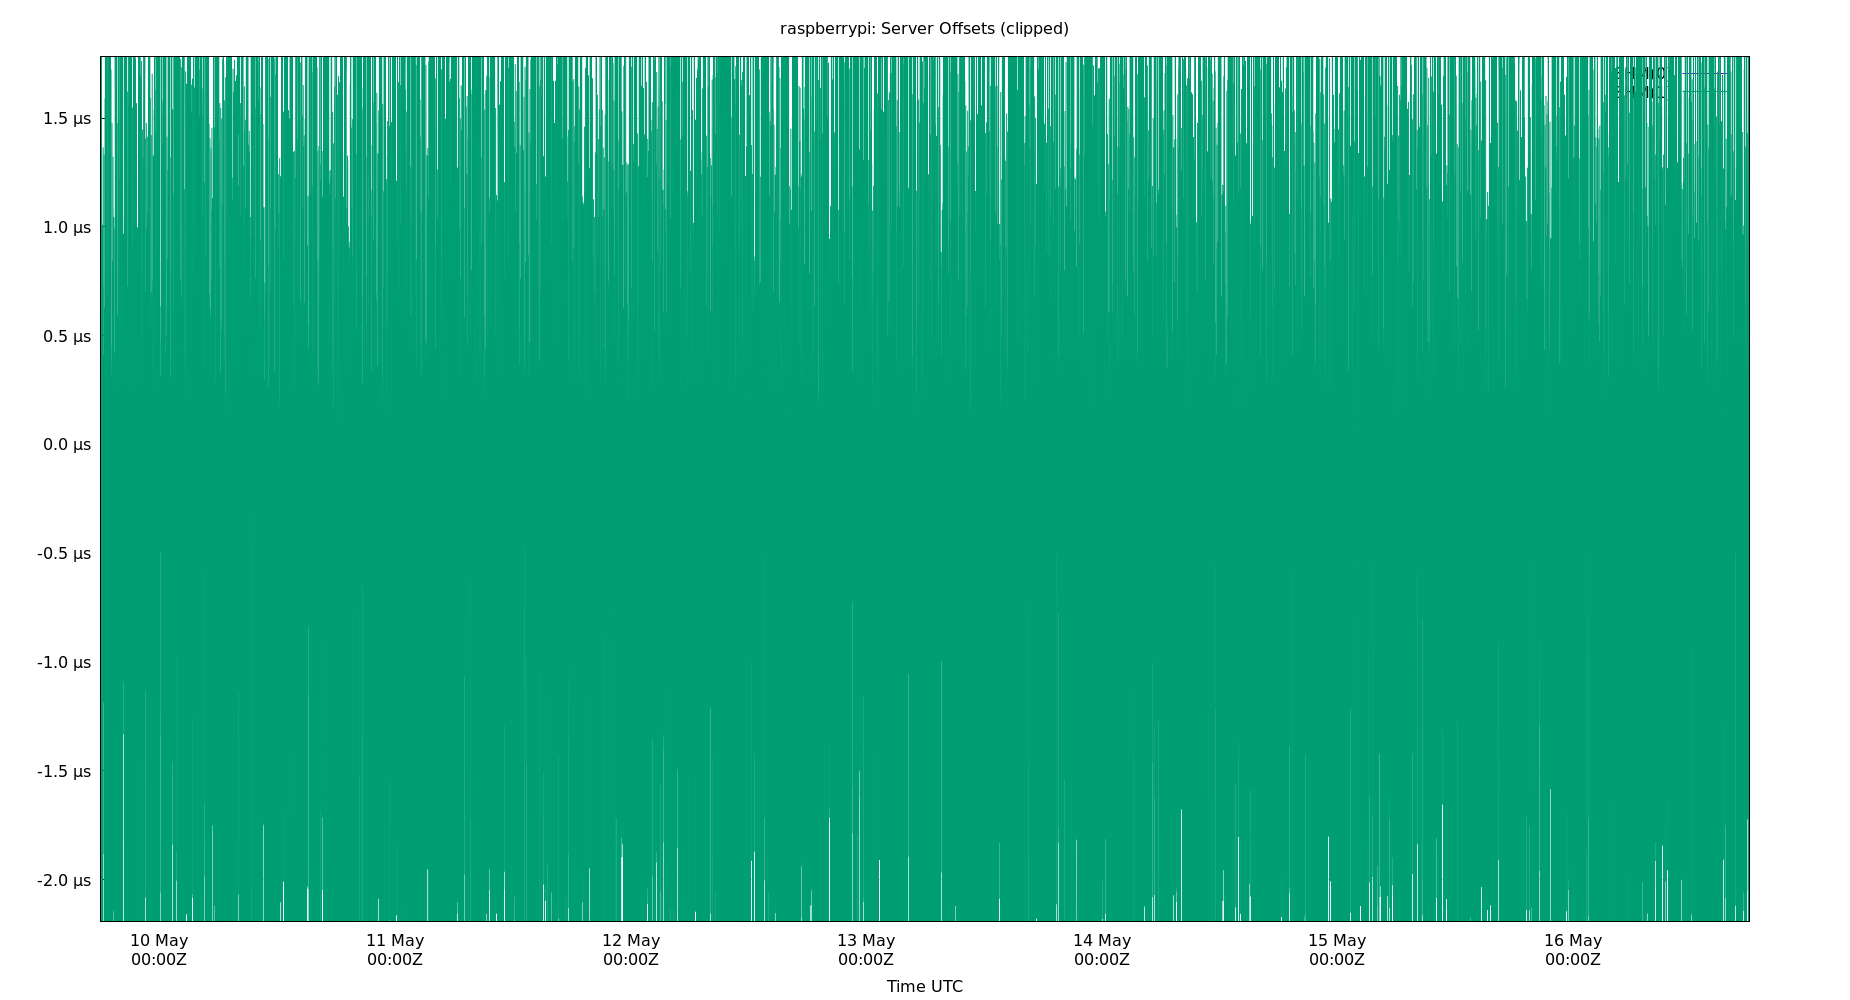 raspberrypi: Server Offsets (clipped)
1.5 µs
1.0 µs
0.5 µs
0.0 µs
-0.5 µs
-1.0 µs
-1.5 µs
-2.0 µs
10 May
00:00Z
11 May
00:00Z
12 May
00:00Z
13 May
00:00Z
14 May
00:00Z
15 May
00:00Z
16 May
00:00Z
Time UTC